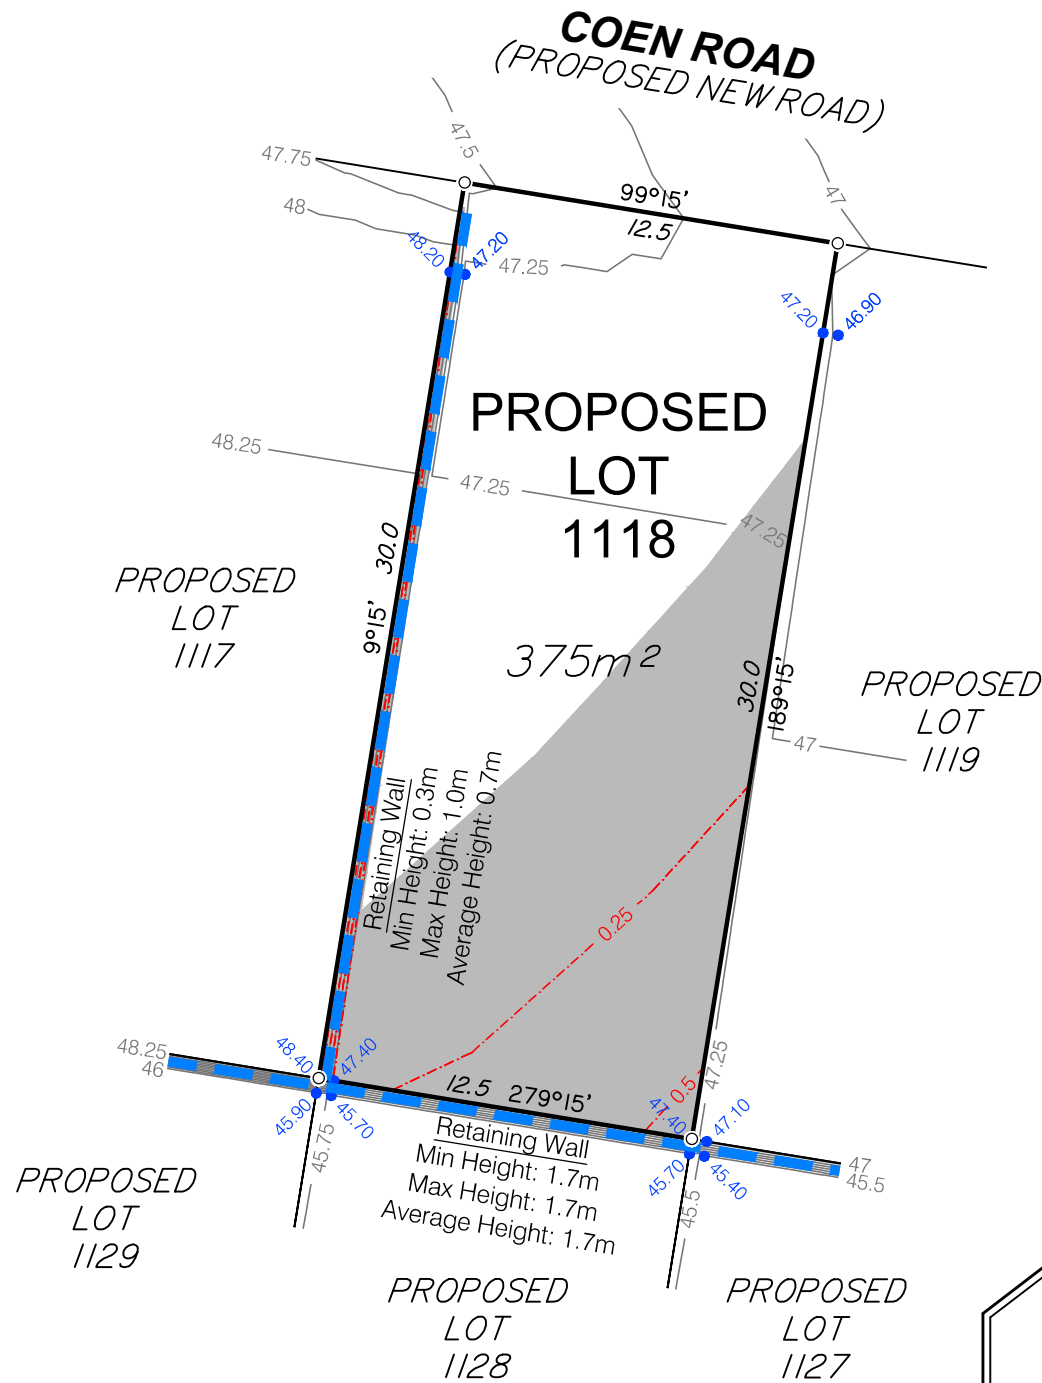 COEN ROAD
(PROPOSED NEW ROAD)
47.5
47.75
99°15'
47
48
12.5
48.20
47.20
47.25
47.20
46.90
PROPOSED
LOT
1118
48.25
47.25
47.25
30.0
9°15'
PROPOSED
LOT
1117
375m²
30.0
189°15'
PROPOSED
LOT
1119
47
Retaining Wall
Min Height: 0.3m
Max Height: 1.0m
Average Height: 0.7m
0.25
48.25
46
48.40
47.40
0.5
47.25
12.5 279°15'
47.40
47.10
45.90
45.70
45.75
Retaining Wall
Min Height: 1.7m
Max Height: 1.7m
Average Height: 1.7m
45.70
45.40
45.5
47
45.5
PROPOSED
LOT
1129
PROPOSED
LOT
1128
PROPOSED
LOT
1127